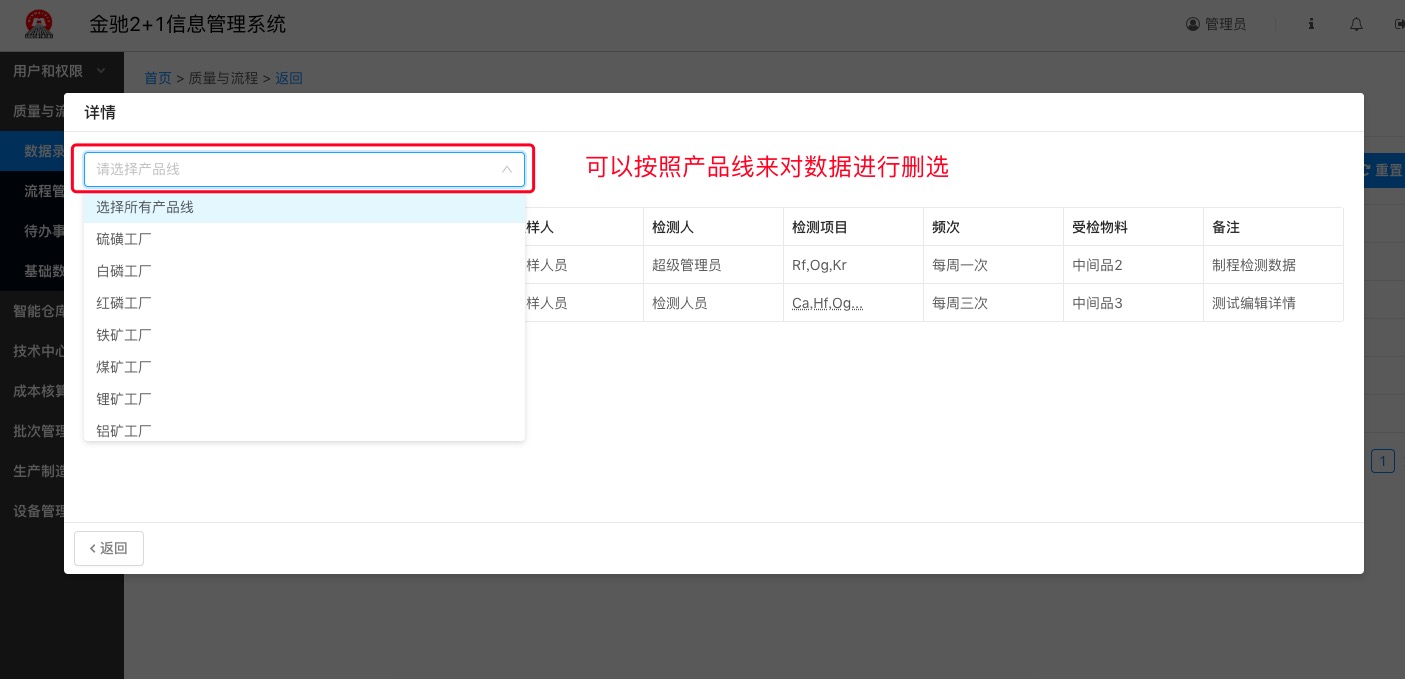 金驰2+1信息管理系统
管理员
用户和权限
首页 > 质量与流程 > 返回
质量与流
数据录
流程管
待办事
基础数
智能仓库
技术中心
成本核算
批次管理
生产制造
设备管理
详情
请选择产品线
可以按照产品线来对数据进行删选
重置
选择所有产品线
硫磺工厂
白磷工厂
红磷工厂
铁矿工厂
煤矿工厂
锂矿工厂
铝矿工厂
样人 检测人 检测项目 频次 受检物料 备注
样人员 超级管理员 Rf,Og,Kr 每周一次 中间品2 制程检测数据
样人员 检测人员 Ca,Hf,Og... 每周三次 中间品3 测试编辑详情
1
返回